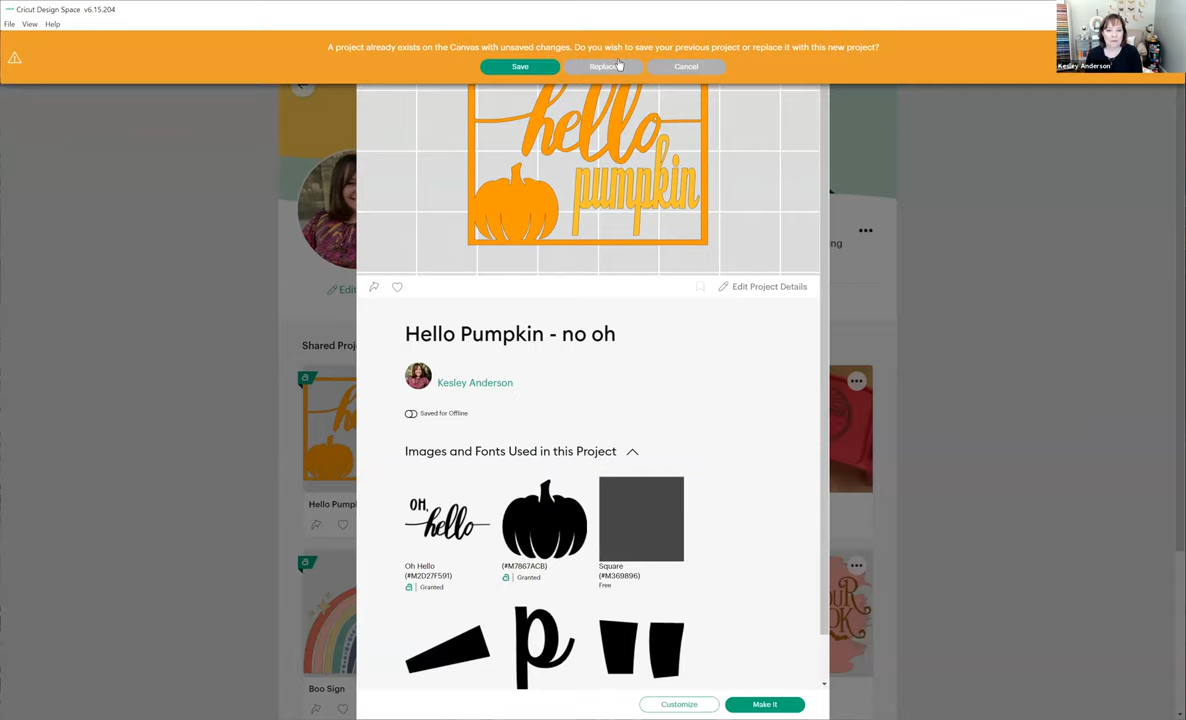 Cricut Design Space v6.15.204
File View Help
A project already exists on the Canvas with unsaved changes. Do you wish to save your previous project or replace it with this new project?
Save Replace Cancel
Kesley Anderson
hello
pumpkin
Edit
Edit Project Details
Hello Pumpkin - no oh
Kesley Anderson
Saved for Offline
Shared Proj
Images and Fonts Used in this Project
OH,
hello
Hello Pump
Oh Hello
(#M2D27F591)
Granted
(#M7867ACB)
Granted
Square
(#M369896)
Free
p
Boo Sign
Customize Make It